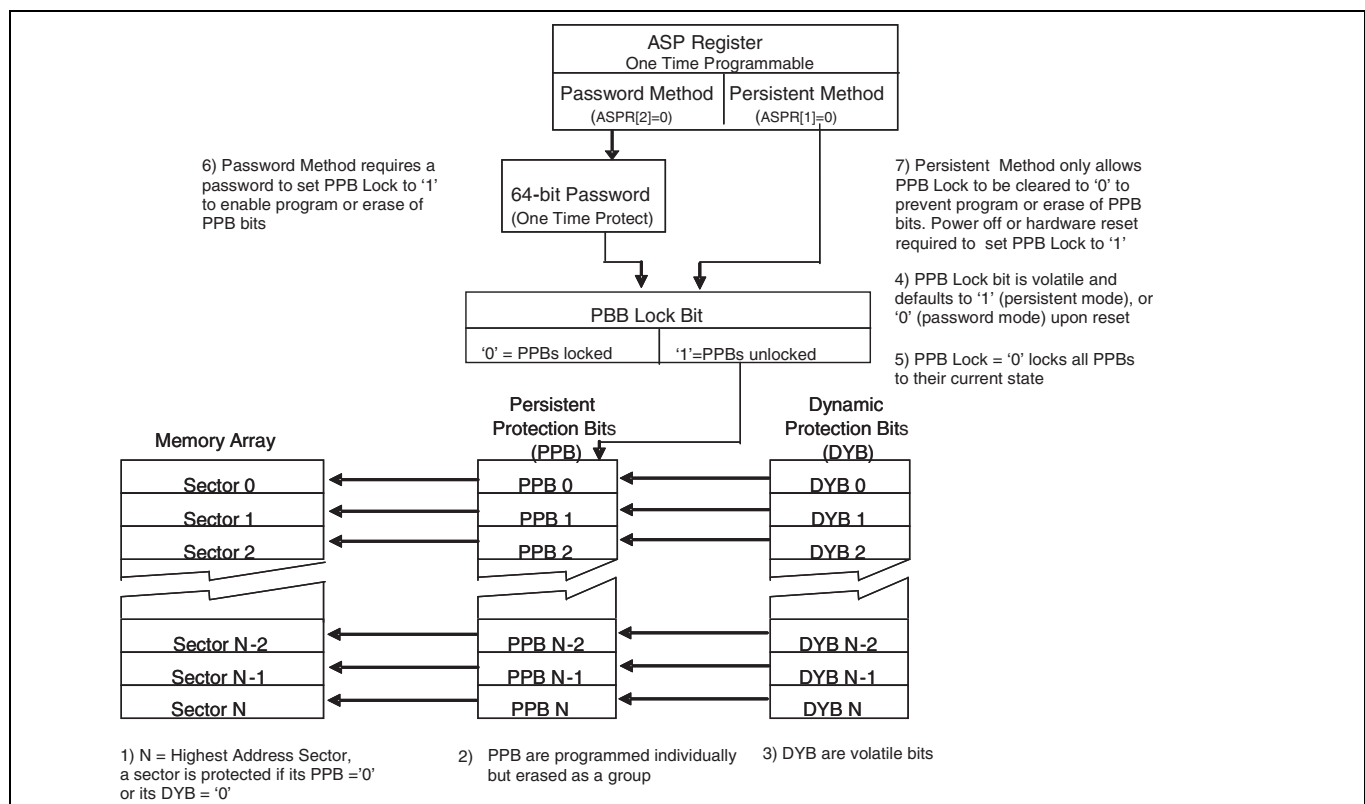 ASP Register
One Time Programmable
Password Method
(ASPR[2]=0)
Persistent Method
(ASPR[1]=0)
6) Password Method requires a
password to set PPB Lock to ‘1’
to enable program or erase of
PPB bits
64-bit Password
(One Time Protect)
7) Persistent Method only allows
PPB Lock to be cleared to ‘0’ to
prevent program or erase of PPB
bits. Power off or hardware reset
required to set PPB Lock to ‘1’
4) PPB Lock bit is volatile and
defaults to ‘1’ (persistent mode), or
‘0’ (password mode) upon reset
5) PPB Lock = ‘0’ locks all PPBs
to their current state
PBB Lock Bit
‘0’ = PPBs locked
‘1’=PPBs unlocked
Memory Array
Persistent
Protection Bits
(PPB)
Dynamic
Protection Bits
(DYB)
Sector 0
PPB 0
DYB 0
Sector 1
PPB 1
DYB 1
Sector 2
PPB 2
DYB 2
Sector N-2
PPB N-2
DYB N-2
Sector N-1
PPB N-1
DYB N-1
Sector N
PPB N
DYB N
1) N = Highest Address Sector,
a sector is protected if its PPB =‘0’
or its DYB = ‘0’
2) PPB are programmed individually
but erased as a group
3) DYB are volatile bits